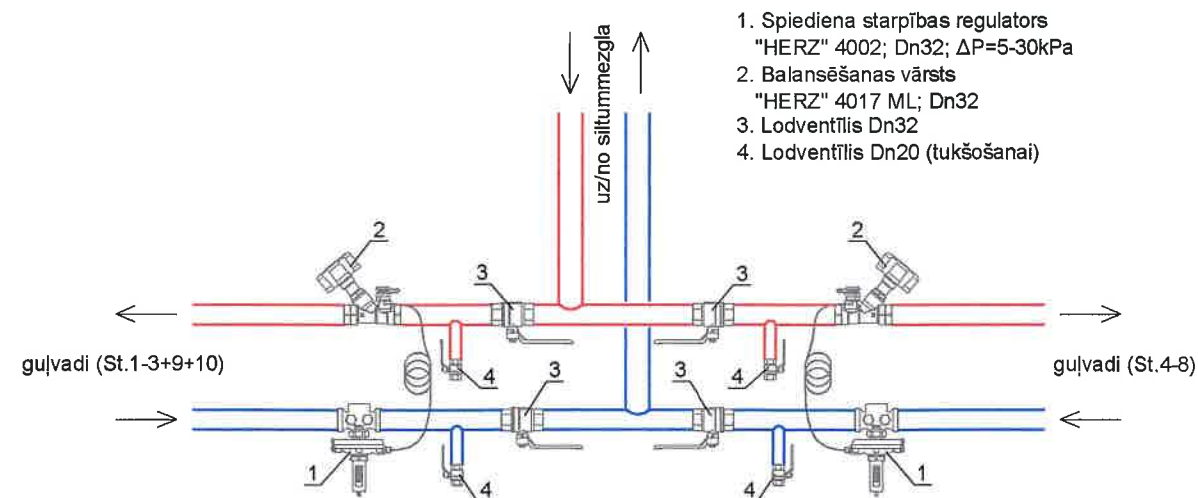 1. Spiediena starpības regulators
"HERZ" 4002; Dn32; ΔP=5-30kPa
2. Balansēšanas vārsts
"HERZ" 4017 ML; Dn32
3. Lodventīlis Dn32
4. Lodventīlis Dn20 (tukšošanai)
uz/no siltummezgla
2
3
3
2
guļvadi (St.1-3+9+10)
4
4
guļvadi (St.4-8)
3
3
1
4
4
1